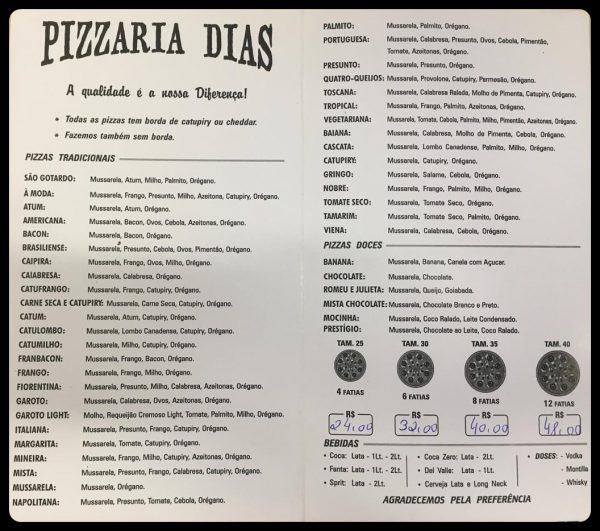 PIZZARIA DIAS
A qualidade é a nossa Diferença!
• Todas as pizzas tem borda de catupiry ou cheddar.
• Fazemos também sem borda.
PIZZAS TRADICIONAIS
SÃO GOTARDO: Mussarela, Atum, Milho, Palmito, Orégano.
À MODA: Mussarela, Frango, Presunto, Milho, Azeitona, Catupiry, Orégano.
ATUM: Mussarela, Atum, Orégano.
AMERICANA: Mussarela, Bacon, Ovos, Cebola, Azeitonas, Orégano.
BACON: Mussarela, Bacon, Orégano.
BRASILIENSE: Mussarela, Presunto, Cebola, Ovos, Pimentão, Orégano.
CAIPIRA: Mussarela, Frango, Ovos, Milho, Orégano.
CAIABRESA: Mussarela, Calabresa, Orégano.
CATUFRANGO: Mussarela, Frango, Catupiry, Orégano.
CARNE SECA E CATUPIRY: Mussarela, Carne Seca, Catupiry, Orégano.
CATUM: Mussarela, Atum, Catupiry, Orégano.
CATULOMBO: Mussarela, Lombo Canadense, Catupiry, Orégano.
CATUMILHO: Mussarela, Milho, Catupiry, Orégano.
FRANBACON: Mussarela, Frango, Bacon, Orégano.
FRANGO: Mussarela, Frango, Milho, Orégano.
FIORENTINA: Mussarela, Presunto, Milho, Calabresa, Azeitonas, Orégano.
GAROTO: Mussarela, Calabresa, Ovos, Azeitonas, Orégano.
GAROTO LIGHT: Molho, Requeijão Cremoso Light, Tomate, Palmito, Milho, Orégano.
ITALIANA: Mussarela, Presunto, Frango, Catupiry, Orégano.
MARGARITA: Mussarela, Tomate, Catupiry, Orégano.
MINEIRA: Mussarela, Frango, Milho, Calabresa, Azeitonas, Orégano.
MISTA: Mussarela, Presunto, Frango, Calabresa, Catupiry, Orégano.
MUSSARELA: Mussarela, Orégano.
NAPOLITANA: Mussarela, Presunto, Tomate, Cebola, Orégano.
PALMITO: Mussarela, Palmito, Orégano.
PORTUGUESA: Mussarela, Calabresa, Presunto, Ovos, Cebola, Pimentão,
Tomate, Azeitonas, Orégano.
PRESUNTO: Mussarela, Presunto, Orégano.
QUATRO-QUEIJOS: Mussarela, Provolone, Catupiry, Parmesão, Orégano.
TOSCANA: Mussarela, Calabresa Ralada, Molho de Pimenta, Catupiry, Orégano.
TROPICAL: Mussarela, Frango, Palmito, Azeitonas, Orégano.
VEGETARIANA: Mussarela, Tomate, Cebola, Palmito, Milho, Pimentão, Azeitonas, Orégano.
BAIANA: Mussarela, Calabresa, Molho de Pimenta, Cebola, Orégano.
CASCATA: Mussarela, Lombo Canadense, Palmito, Milho, Orégano.
CATUPIRY: Mussarela, Catupiry, Orégano.
GRINGO: Mussarela, Salame, Cebola, Orégano.
NOBRE: Mussarela, Frango, Palmito, Milho, Orégano.
TOMATE SECO: Mussarela, Tomate Seco, Orégano.
TAMARIM: Mussarela, Tomate Seco, Palmito, Orégano.
VIENA: Mussarela, Calabresa, Cebola, Orégano.
PIZZAS DOCES
BANANA: Mussarela, Banana, Canela com Açucar.
CHOCOLATE: Mussarela, Chocolate.
ROMEU E JULIETA: Mussarela, Queijo, Goiabada.
MISTA CHOCOLATE: Mussarela, Chocolate Branco e Preto.
MOCINHA: Mussarela, Coco Ralado, Leite Condensado.
PRESTÍGIO: Mussarela, Chocolate ao Leite, Coco Ralado.
TAM. 25 TAM. 30 TAM. 35 TAM. 40
4 FATIAS 6 FATIAS 8 FATIAS 12 FATIAS
R$ R$ R$ R$
24,00 32,00 40,00 48,00
BEBIDAS
• Coca: Lata - 1Lt. - 2Lt. • Coca Zero: Lata - 2Lt. • DOSES: - Vodka
• Fanta: Lata - 1Lt. - 2Lt. • Del Valle: Lata - 1Lt. - Montilla
• Sprit: Lata - 2Lt. • Cerveja Lata e Long Neck - Whisky
AGRADECEMOS PELA PREFERÊNCIA